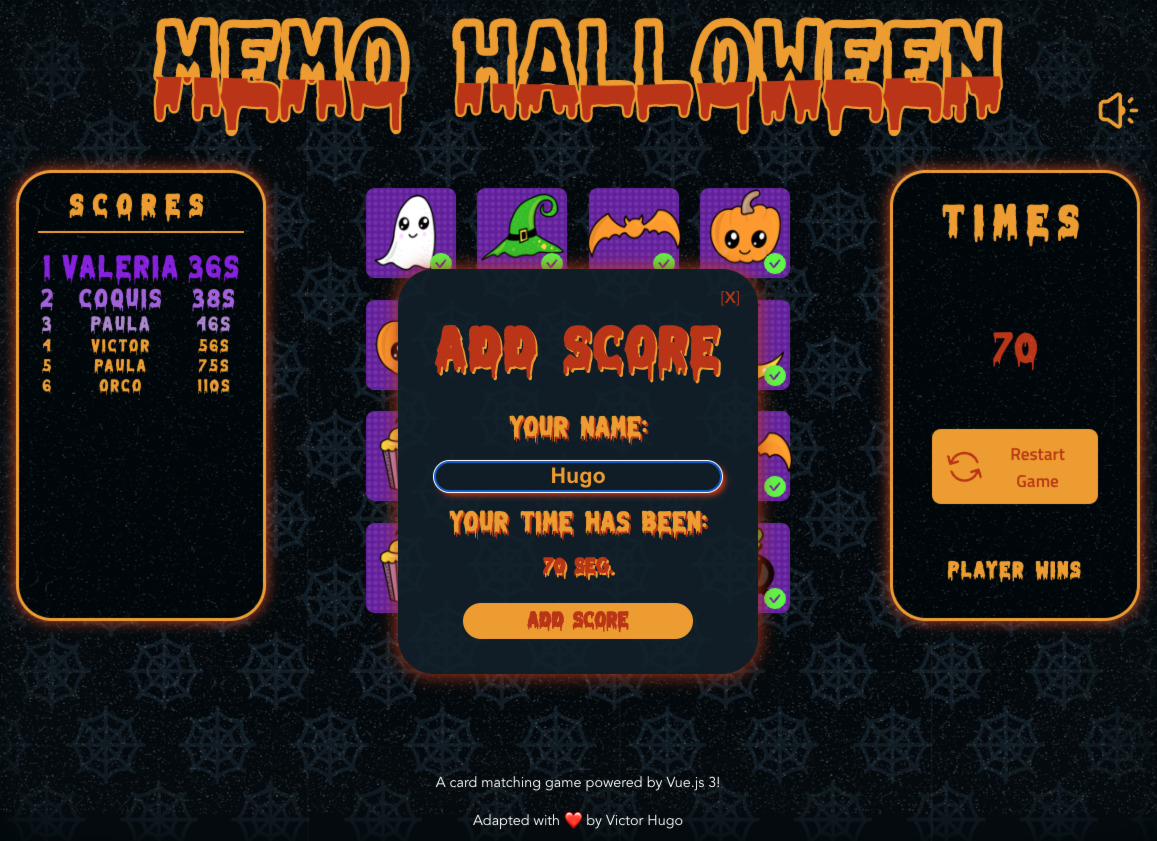 MEMO HALLOWEEN
SCORES
1 VALERIA 36S
2 COQUIS 38S
3 PAULA 46S
4 VICTOR 56S
5 PAULA 75S
6 ORCO 110S
[X]
ADD SCORE
YOUR NAME:
Hugo
YOUR TIME HAS BEEN:
70 SEG.
ADD SCORE
TIMES
70
Restart
Game
PLAYER WINS
A card matching game powered by Vue.js 3!
Adapted with ❤️ by Victor Hugo